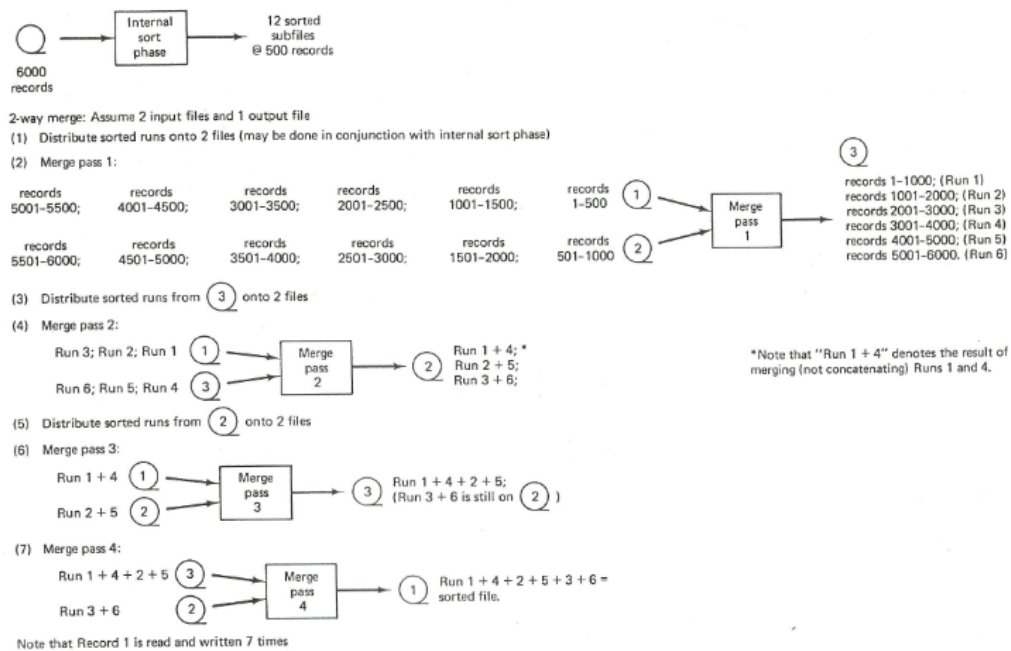 Internal
sort
phase
12 sorted
subfiles
@ 500 records
6000
records
2-way merge: Assume 2 input files and 1 output file
(1) Distribute sorted runs onto 2 files (may be done in conjunction with internal sort phase)
(2) Merge pass 1:
records records records records records records
5001-5500; 4001-4500; 3001-3500; 2001-2500; 1001-1500; 1-500
1
records records records records records records
5501-6000; 4501-5000; 3501-4000; 2501-3000; 1501-2000; 501-1000
2
Merge
pass
1
3
records 1-1000; (Run 1)
records 1001-2000; (Run 2)
records 2001-3000; (Run 3)
records 3001-4000; (Run 4)
records 4001-5000; (Run 5)
records 5001-6000. (Run 6)
(3) Distribute sorted runs from 3 onto 2 files
(4) Merge pass 2:
Run 3; Run 2; Run 1 1
Run 6; Run 5; Run 4 3
Merge
pass
2
2
Run 1 + 4; *
Run 2 + 5;
Run 3 + 6;
*Note that "Run 1 + 4" denotes the result of
merging (not concatenating) Runs 1 and 4.
(5) Distribute sorted runs from 2 onto 2 files
(6) Merge pass 3:
Run 1 + 4 1
Run 2 + 5 2
Merge
pass
3
3
Run 1 + 4 + 2 + 5;
(Run 3 + 6 is still on 2 )
(7) Merge pass 4:
Run 1 + 4 + 2 + 5 3
Run 3 + 6 2
Merge
pass
4
1
Run 1 + 4 + 2 + 5 + 3 + 6 =
sorted file.
Note that Record 1 is read and written 7 times